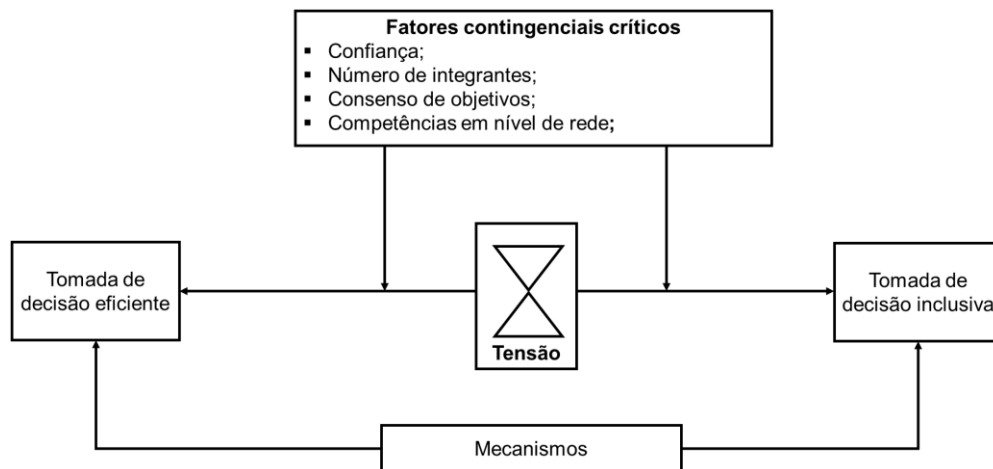 Fatores contingenciais críticos
▪ Confiança;
▪ Número de integrantes;
▪ Consenso de objetivos;
▪ Competências em nível de rede;
Tomada de
decisão eficiente
Tensão
Tomada de
decisão inclusiva
Mecanismos